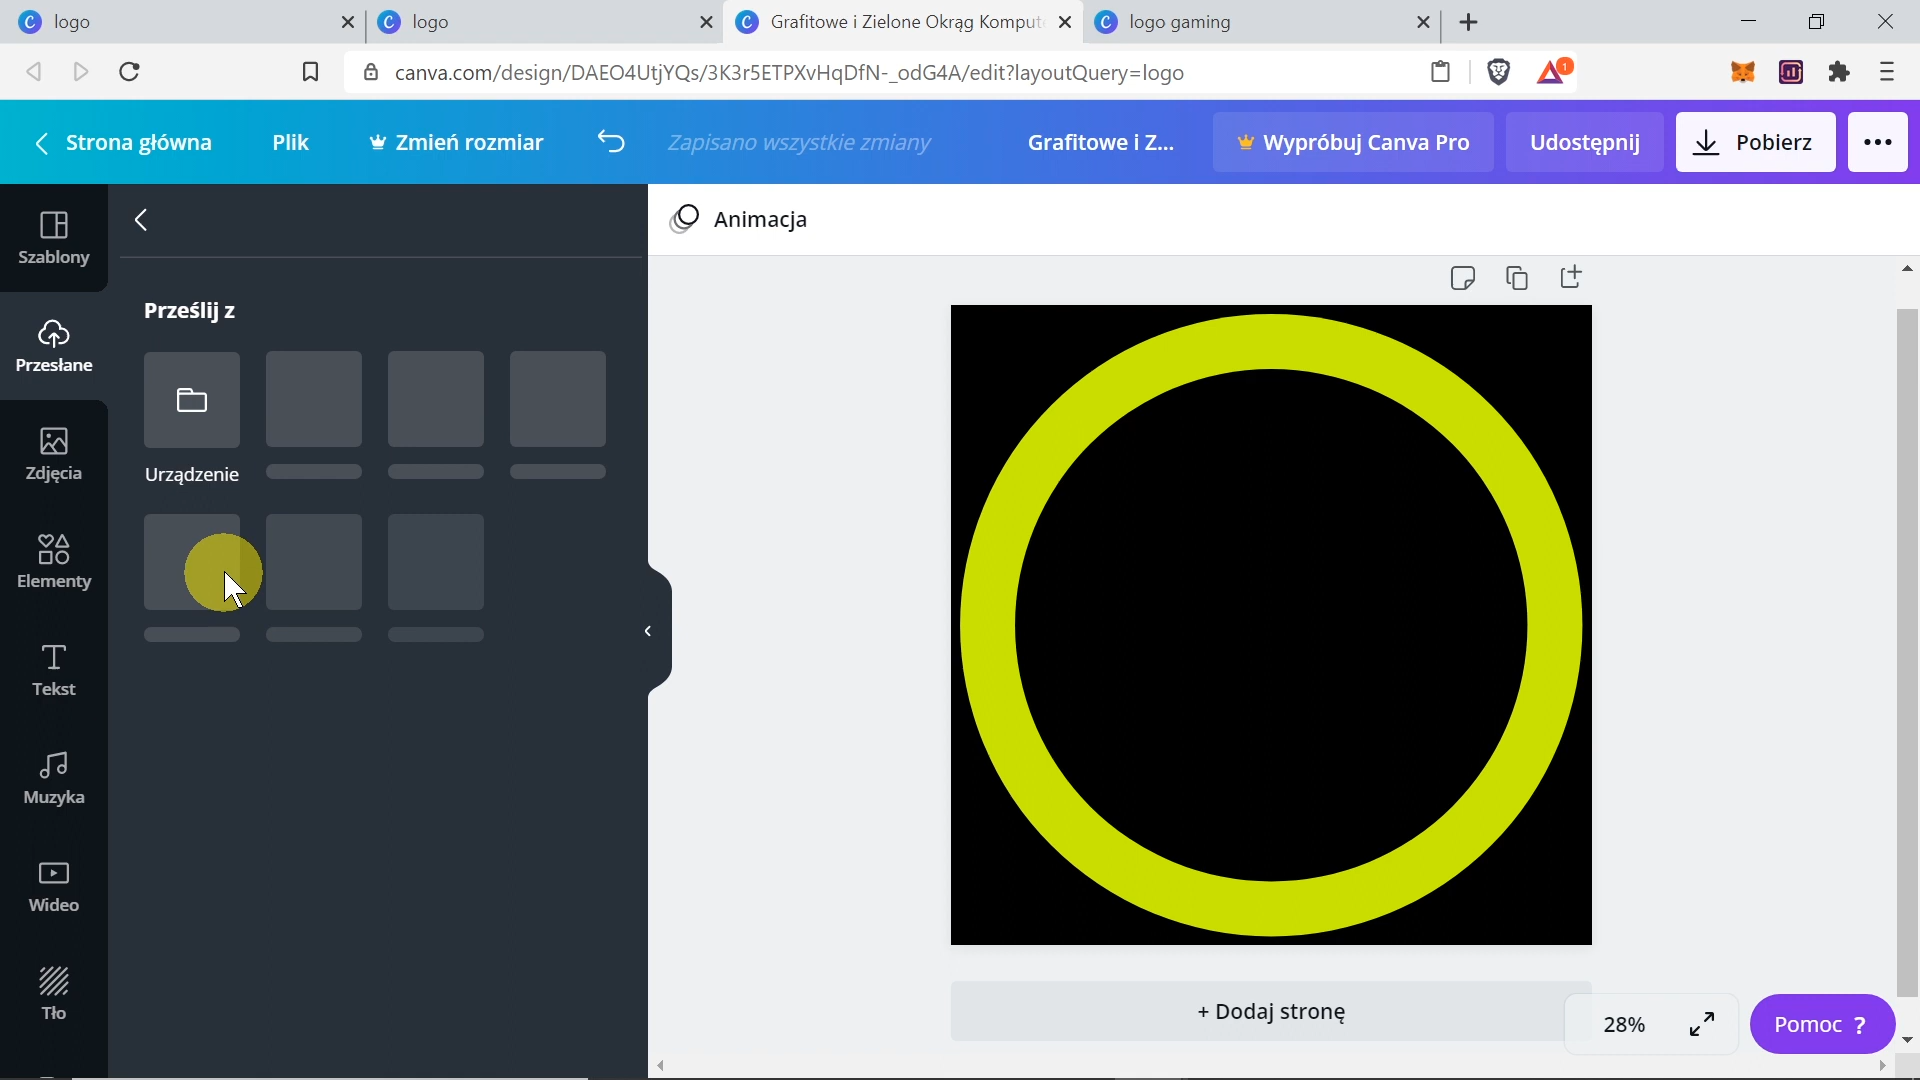 logo
logo
Grafitowe i Zielone Okrąg Kompute
logo gaming
canva.com/design/DAEO4UtjYQs/3K3r5ETPXvHqDfN-_odG4A/edit?layoutQuery=logo
1
Strona główna
Plik
Zmień rozmiar
Zapisano wszystkie zmiany
Grafitowe i Z...
Wypróbuj Canva Pro
Udostępnij
Pobierz
Szablony
Przesłane
Zdjęcia
Elementy
Tekst
Muzyka
Wideo
Tło
Prześlij z
Urządzenie
Animacja
+ Dodaj stronę
28%
Pomoc ?